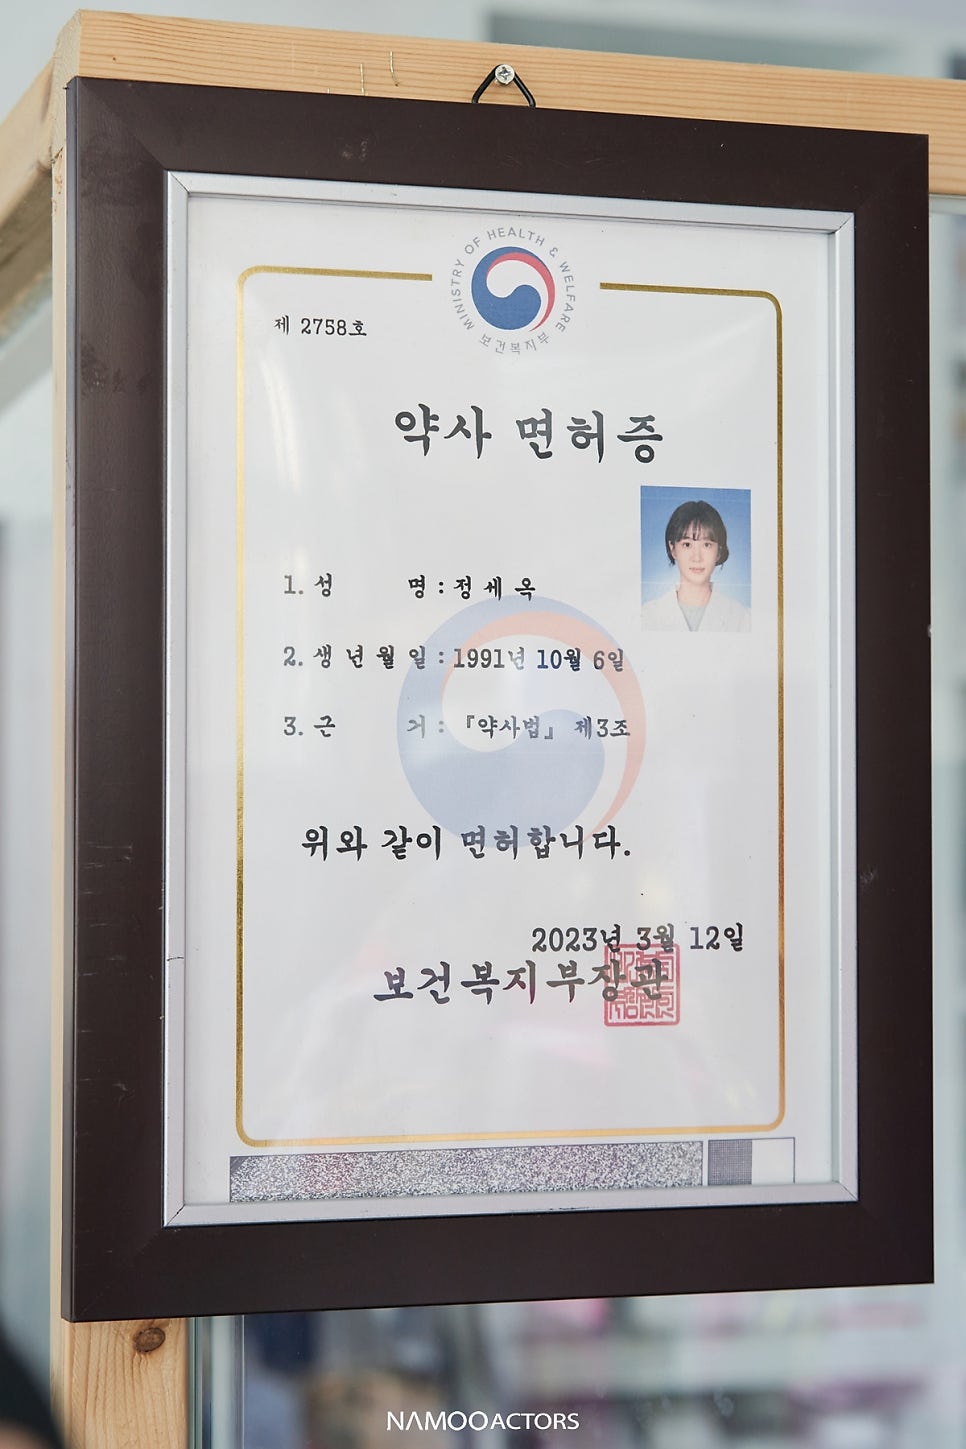 MINISTRY OF HEALTH & WELFARE
보건복지부
제 2758호
약사 면허증
1. 성 명 : 정 세 옥
2. 생 년 월 일 : 1991년 10월 6일
3. 근 거 : 『약사법』 제3조
위와 같이 면허합니다.
2023년 3월 12일
보건복지부장관
NAMOOACTORS